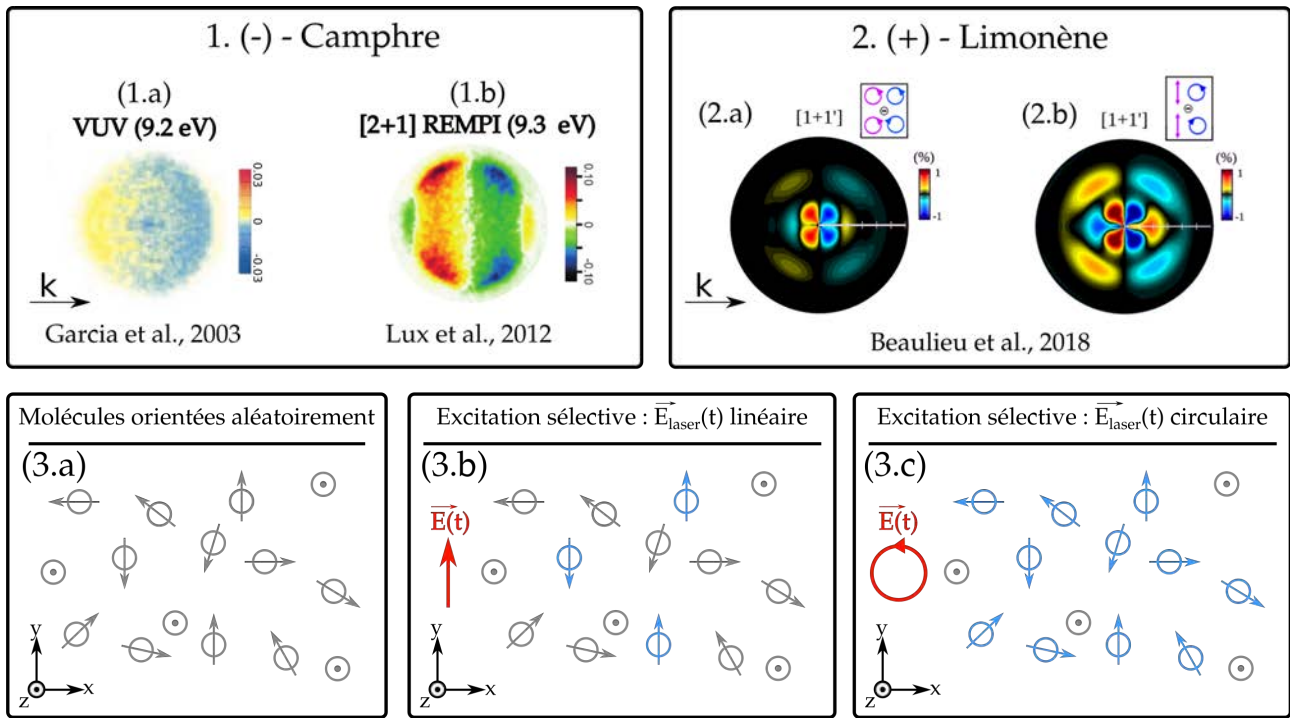 1. (-) - Camphre
(1.a)
VUV (9.2 eV)
0.03
0
-0.03
k
Garcia et al., 2003
(1.b)
[2+1] REMPI (9.3 eV)
0.10
0
-0.10
Lux et al., 2012
2. (+) - Limonène
(2.a)
[1+1']
(%)
1
-1
k
(2.b)
[1+1']
(%)
1
-1
Beaulieu et al., 2018
Molécules orientées aléatoirement
(3.a)
y
z
x
Excitation sélective : E⃗laser(t) linéaire
(3.b)
E⃗(t)
y
z
x
Excitation sélective : E⃗laser(t) circulaire
(3.c)
E⃗(t)
y
z
x